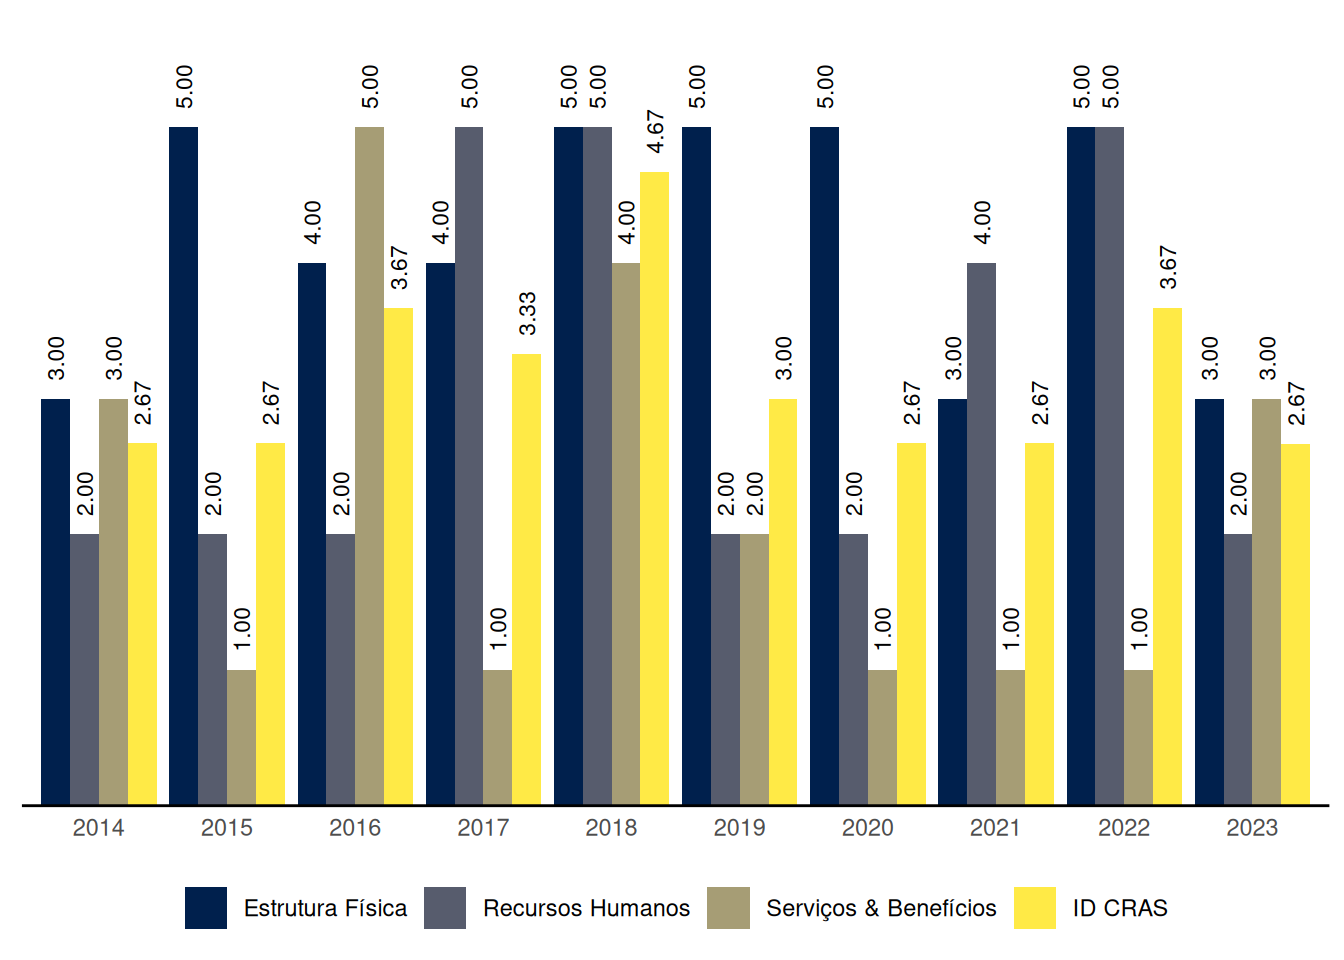 3.00 2.00 3.00 2.67
5.00 2.00 1.00 2.67
4.00 2.00 5.00 3.67
4.00 5.00 1.00 3.33
5.00 5.00 4.00 4.67
5.00 2.00 2.00 3.00
5.00 2.00 1.00 2.67
3.00 4.00 1.00 2.67
5.00 5.00 1.00 3.67
3.00 2.00 3.00 2.67
2014 2015 2016 2017 2018 2019 2020 2021 2022 2023
Estrutura Física Recursos Humanos Serviços & Benefícios ID CRAS